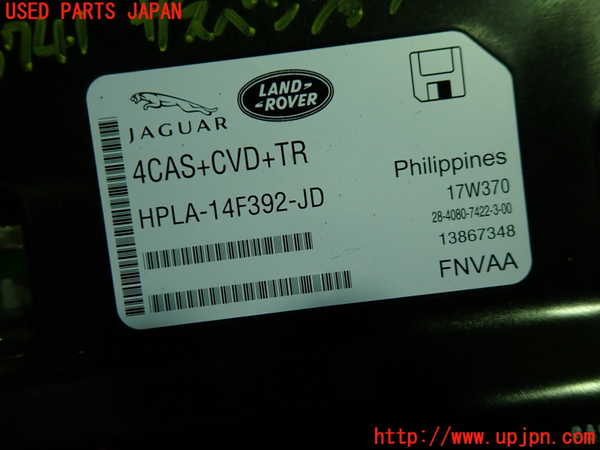 USED PARTS JAPAN
JAGUAR
LAND-
-ROVER
4CAS+CVD+TR
HPLA-14F392-JD
Philippines
17W370
28-4080-7422-3-00
13867348
FNVAA
http://www.upjpn.com/